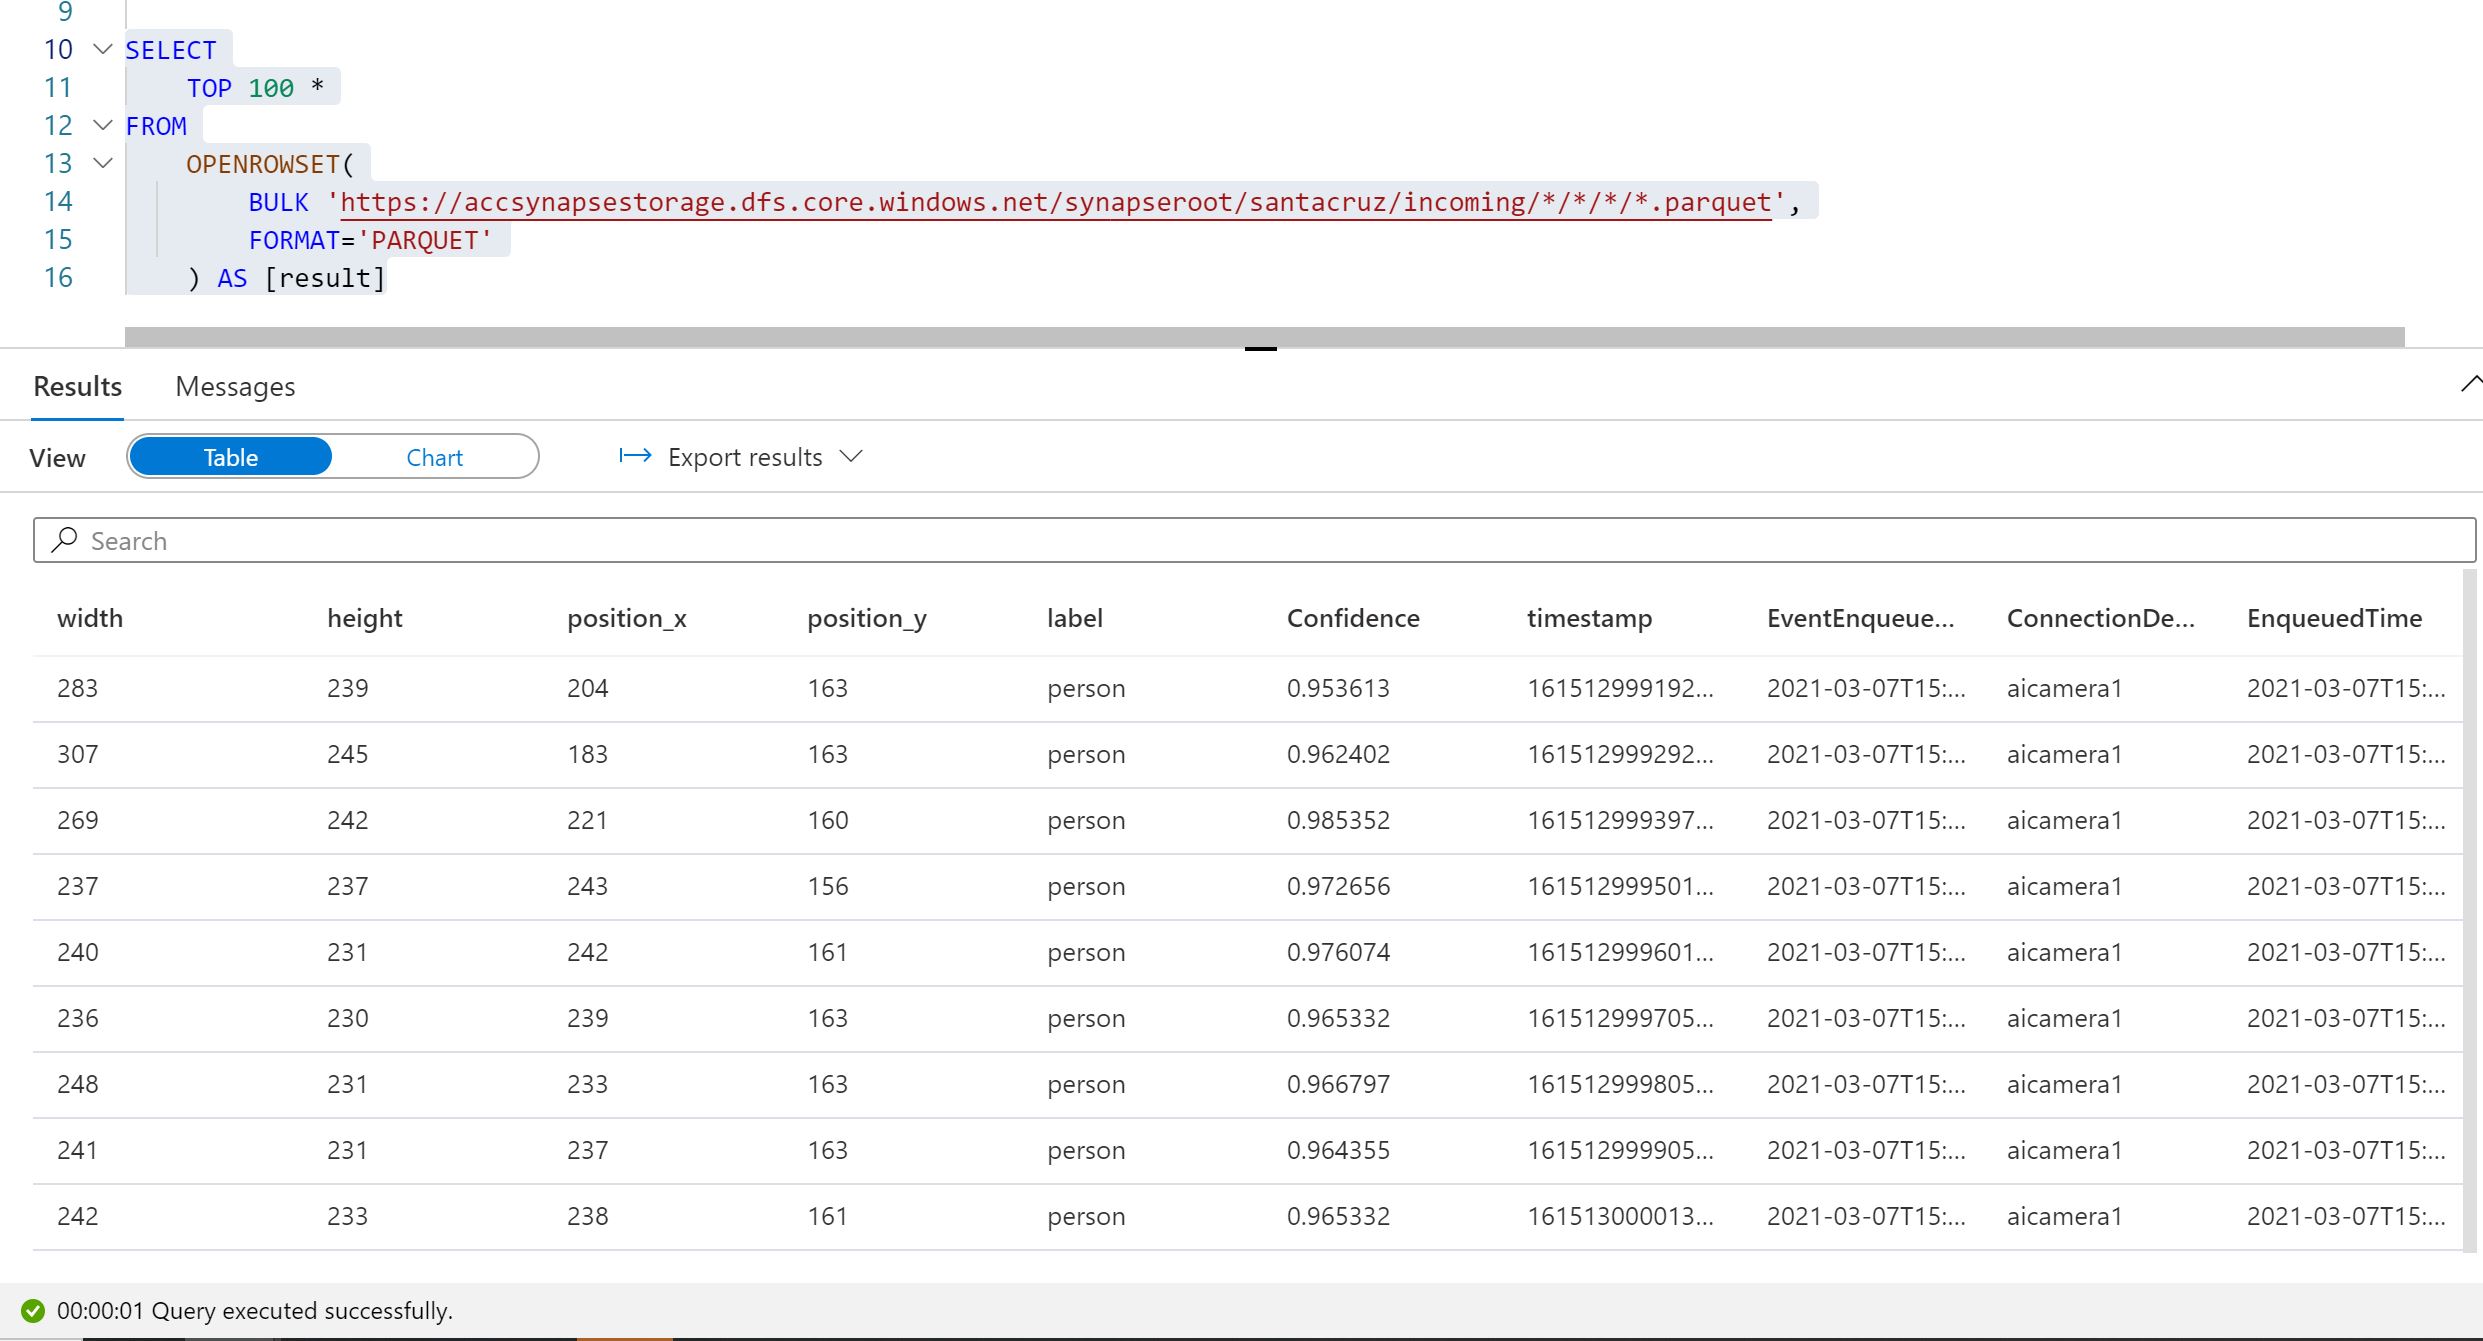 9
10 SELECT
11 TOP 100 *
12 FROM
13 OPENROWSET(
14 BULK 'https://accsynapsestorage.dfs.core.windows.net/synapseroot/santacruz/incoming/*/*/*/*.parquet',
15 FORMAT='PARQUET'
16 ) AS [result]
Results Messages
View Table Chart Export results
Search
width height position_x position_y label Confidence timestamp EventEnqueue... ConnectionDe... EnqueuedTime
283 239 204 163 person 0.953613 161512999192... 2021-03-07T15:... aicamera1 2021-03-07T15:...
307 245 183 163 person 0.962402 161512999292... 2021-03-07T15:... aicamera1 2021-03-07T15:...
269 242 221 160 person 0.985352 161512999397... 2021-03-07T15:... aicamera1 2021-03-07T15:...
237 237 243 156 person 0.972656 161512999501... 2021-03-07T15:... aicamera1 2021-03-07T15:...
240 231 242 161 person 0.976074 161512999601... 2021-03-07T15:... aicamera1 2021-03-07T15:...
236 230 239 163 person 0.965332 161512999705... 2021-03-07T15:... aicamera1 2021-03-07T15:...
248 231 233 163 person 0.966797 161512999805... 2021-03-07T15:... aicamera1 2021-03-07T15:...
241 231 237 163 person 0.964355 161512999905... 2021-03-07T15:... aicamera1 2021-03-07T15:...
242 233 238 161 person 0.965332 161513000013... 2021-03-07T15:... aicamera1 2021-03-07T15:...
00:00:01 Query executed successfully.